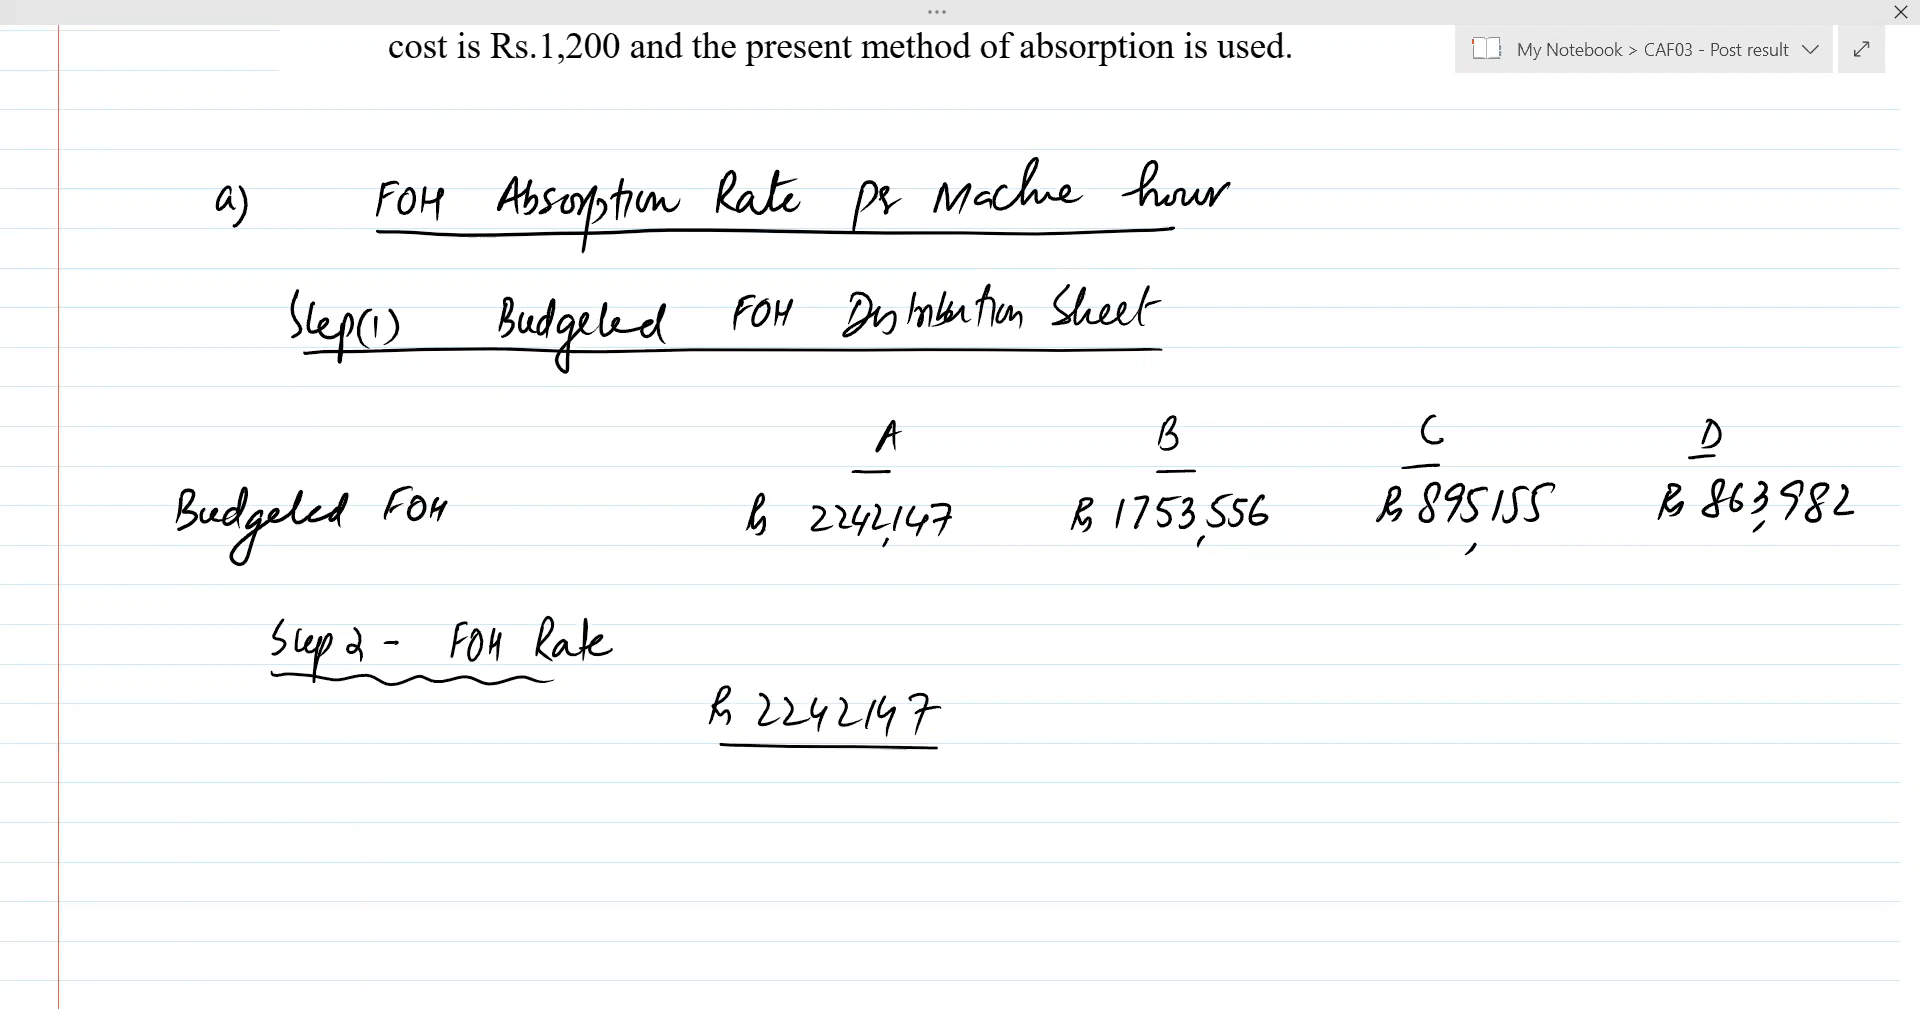 cost is Rs.1,200 and the present method of absorption is used.
My Notebook > CAF03 - Post result
a) FOH Absorption Rate per Machine hour
Step(1) Budgeted FOH Distribution Sheet
A B C D
Budgeted FOH Rs 2242,147 Rs 1753,556 Rs 895,155 Rs 863,982
Step 2 - FOH Rate
Rs 2242147